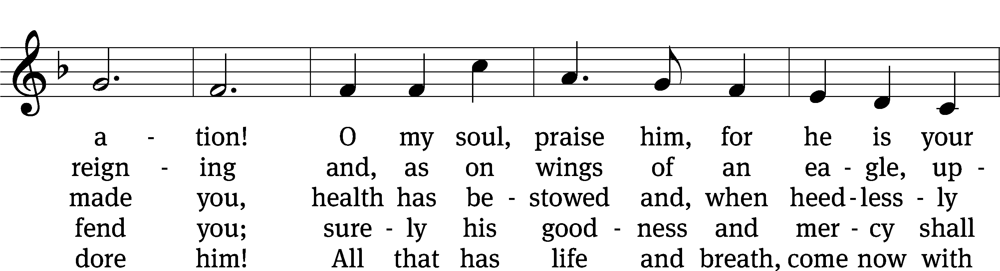 a - tion! O my soul, praise him, for he is your
reign - ing and, as on wings of an ea - gle, up -
made you, health has be - stowed and, when heed - less - ly
fend you; sure - ly his good - ness and mer - cy shall
dore him! All that has life and breath, come now with